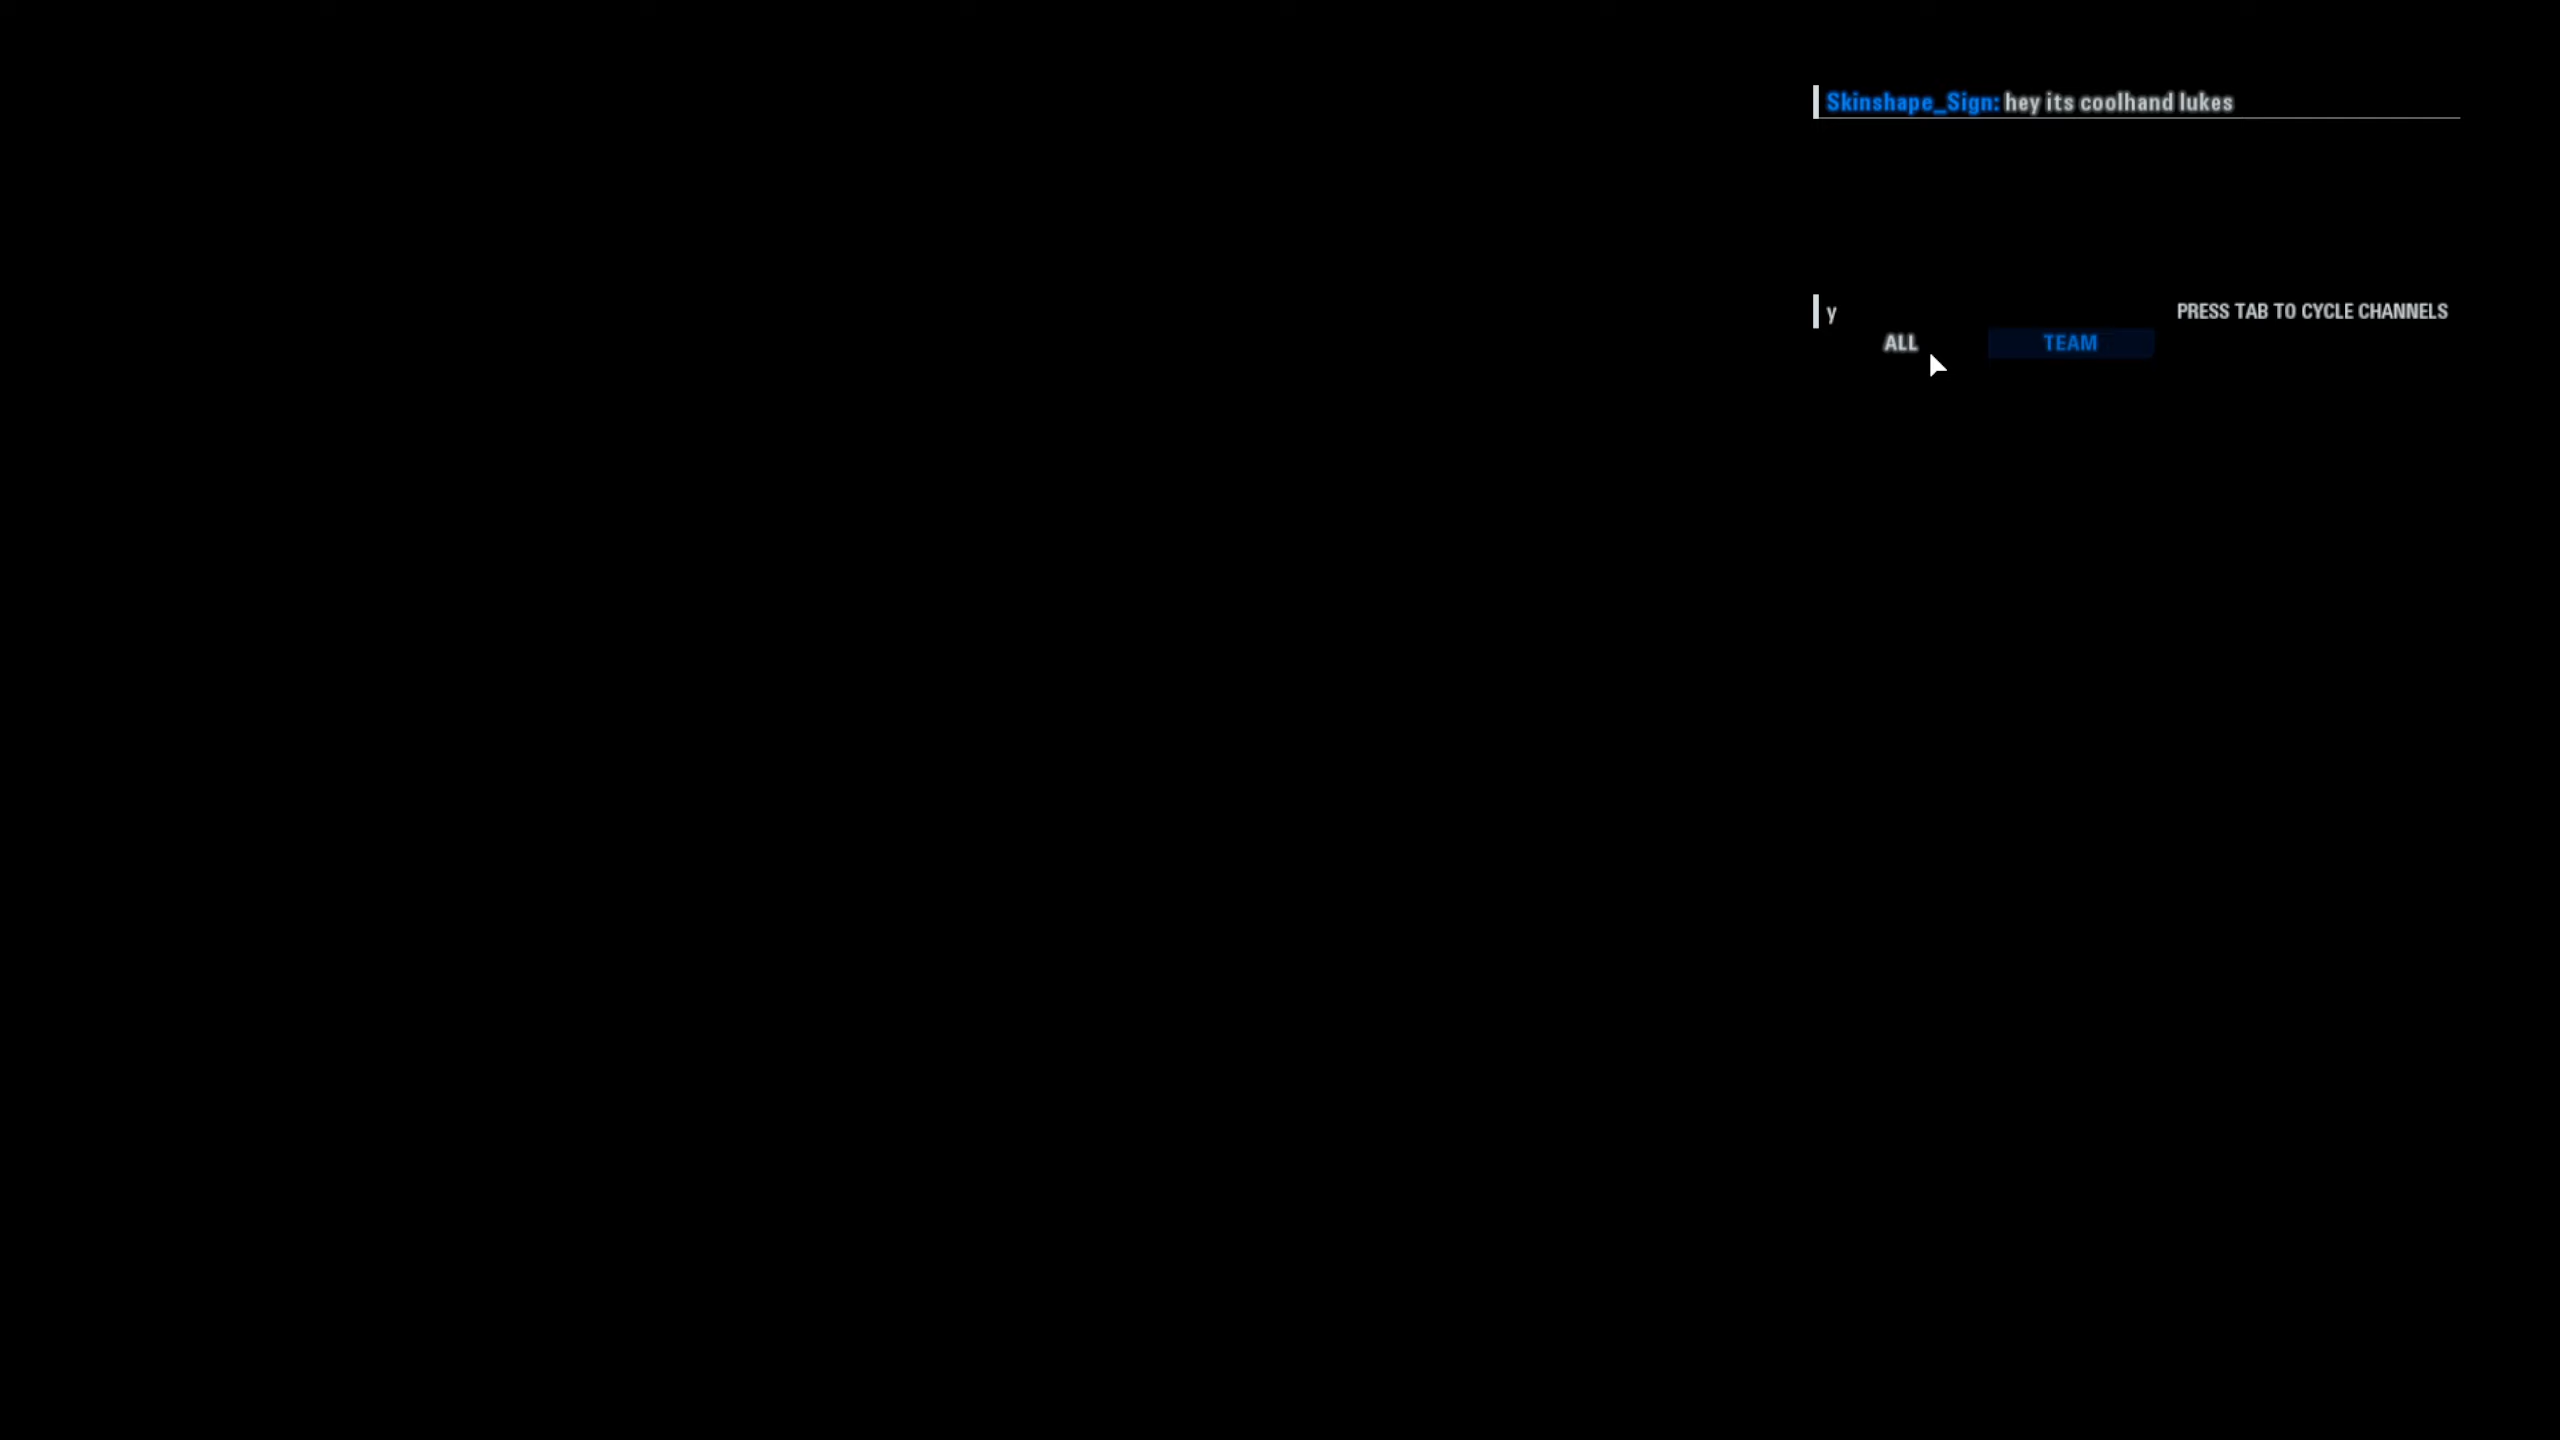 Skinshape_Sign: hey its coolhand lukes
y
PRESS TAB TO CYCLE CHANNELS
ALL
TEAM